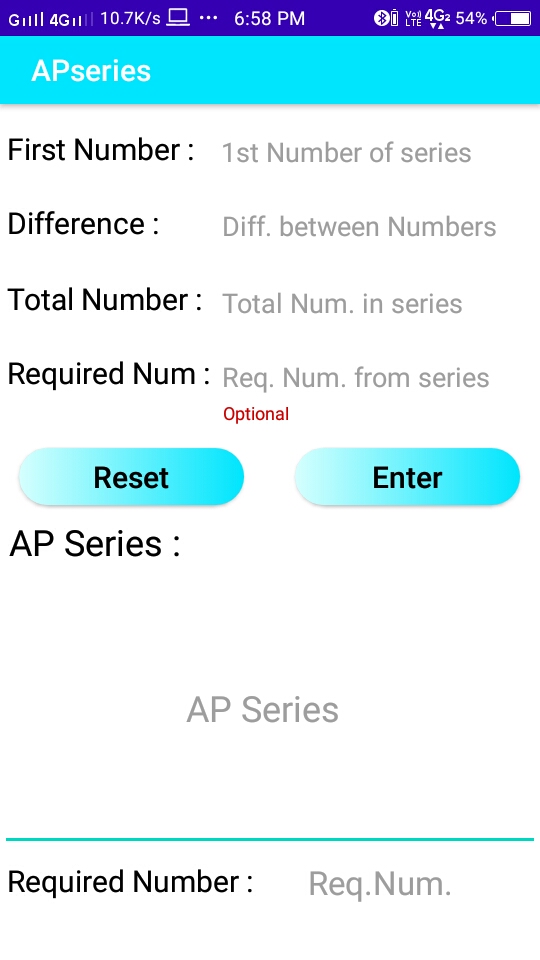 G 4G 10.7K/s ... 6:58 PM Vo)) LTE 4G2 54%
APseries
First Number : 1st Number of series
Difference : Diff. between Numbers
Total Number : Total Num. in series
Required Num : Req. Num. from series
Optional
Reset Enter
AP Series :
AP Series
Required Number : Req.Num.